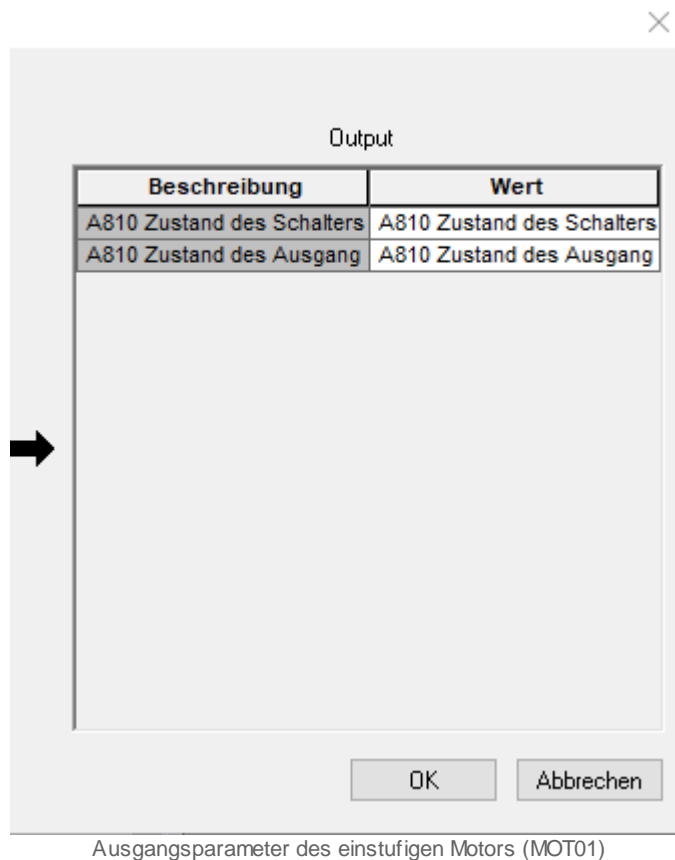 Output
Beschreibung Wert
A810 Zustand des Schalters A810 Zustand des Schalters
A810 Zustand des Ausgang A810 Zustand des Ausgang
OK Abbrechen
Ausgangsparameter des einstufigen Motors (MOT01)